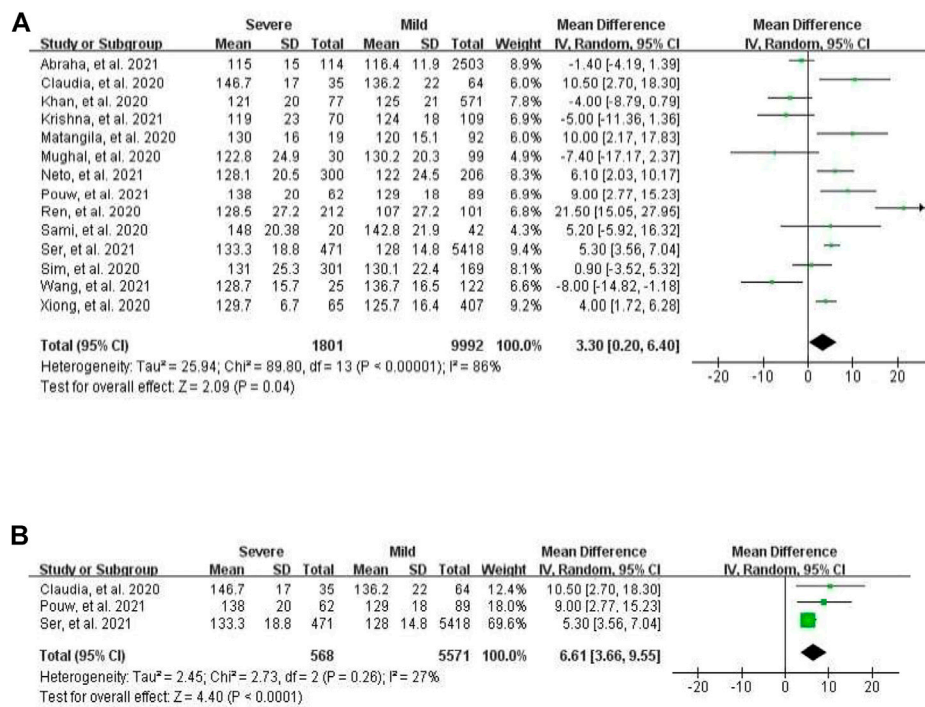 A
Severe Mild Mean Difference Mean Difference
Study or Subgroup Mean SD Total Mean SD Total Weight IV, Random, 95% CI IV, Random, 95% CI
Abraha, et al. 2021 115 15 114 116.4 11.9 2503 8.9% -1.40 [-4.19, 1.39]
Claudia, et al. 2020 146.7 17 35 136.2 22 64 6.0% 10.50 [2.70, 18.30]
Khan, et al. 2020 121 20 77 125 21 571 8.0% -4.00 [-8.79, 0.79]
Krishna, et al. 2021 119 23 70 124 18 109 6.9% -5.00 [-11.36, 1.36]
Matangila, et al. 2020 130 16 19 120 15.1 92 6.0% 10.00 [2.17, 17.83]
Mughal, et al. 2020 122.8 24.9 30 130.2 20.3 99 4.9% -7.40 [-17.17, 2.37]
Neto, et al. 2021 128.1 20.5 300 122 24.5 206 8.3% 6.10 [2.03, 10.17]
Pouw, et al. 2021 138 20 62 129 18 89 7.0% 9.00 [2.77, 15.23]
Ren, et al. 2020 128.5 27.2 212 107 27.2 101 6.8% 21.50 [15.05, 27.95]
Sami, et al. 2020 148 20.38 20 142.8 21.9 42 4.3% 5.20 [-5.92, 16.32]
Ser, et al. 2021 133.3 18.8 471 128 14.8 5418 9.4% 5.30 [3.56, 7.04]
Sim, et al. 2020 131 25.3 301 130.1 22.4 169 8.1% 0.90 [-3.52, 5.32]
Wang, et al. 2021 128.7 15.7 25 136.7 16.5 122 6.6% -8.00 [-14.82, -1.18]
Xiong, et al. 2020 129.7 6.7 65 125.7 16.4 407 9.2% 4.00 [1.72, 6.28]
Total (95% CI) 1801 9992 100.0% 3.30 [0.20, 6.40]
Heterogeneity: Tau² = 25.94; Chi² = 89.80, df = 13 (P < 0.00001); I² = 86%
Test for overall effect: Z = 2.09 (P = 0.04)
-20 -10 0 10 20
B
Severe Mild Mean Difference Mean Difference
Study or Subgroup Mean SD Total Mean SD Total Weight IV, Random, 95% CI IV, Random, 95% CI
Claudia, et al. 2020 146.7 17 35 136.2 22 64 12.4% 10.50 [2.70, 18.30]
Pouw, et al. 2021 138 20 62 129 18 89 18.0% 9.00 [2.77, 15.23]
Ser, et al. 2021 133.3 18.8 471 128 14.8 5418 69.6% 5.30 [3.56, 7.04]
Total (95% CI) 568 5571 100.0% 6.61 [3.66, 9.55]
Heterogeneity: Tau² = 2.45; Chi² = 2.73, df = 2 (P = 0.26); I² = 27%
Test for overall effect: Z = 4.40 (P < 0.0001)
-20 -10 0 10 20